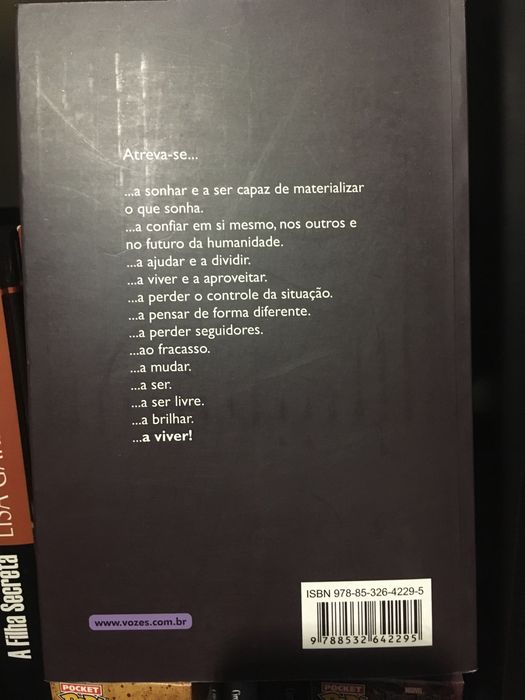 Atreva-se...
...a sonhar e a ser capaz de materializar
o que sonha.
...a confiar em si mesmo, nos outros e
no futuro da humanidade.
...a ajudar e a dividir.
...a viver e a aproveitar.
...a perder o controle da situação.
...a pensar de forma diferente.
...a perder seguidores.
...ao fracasso.
...a mudar.
...a ser.
...a ser livre.
...a brilhar.
...a viver!
ISBN 978-85-326-4229-5
9 788532 642295
www.vozes.com.br
A Filha Secreta
LISA
POCKET
POCKET